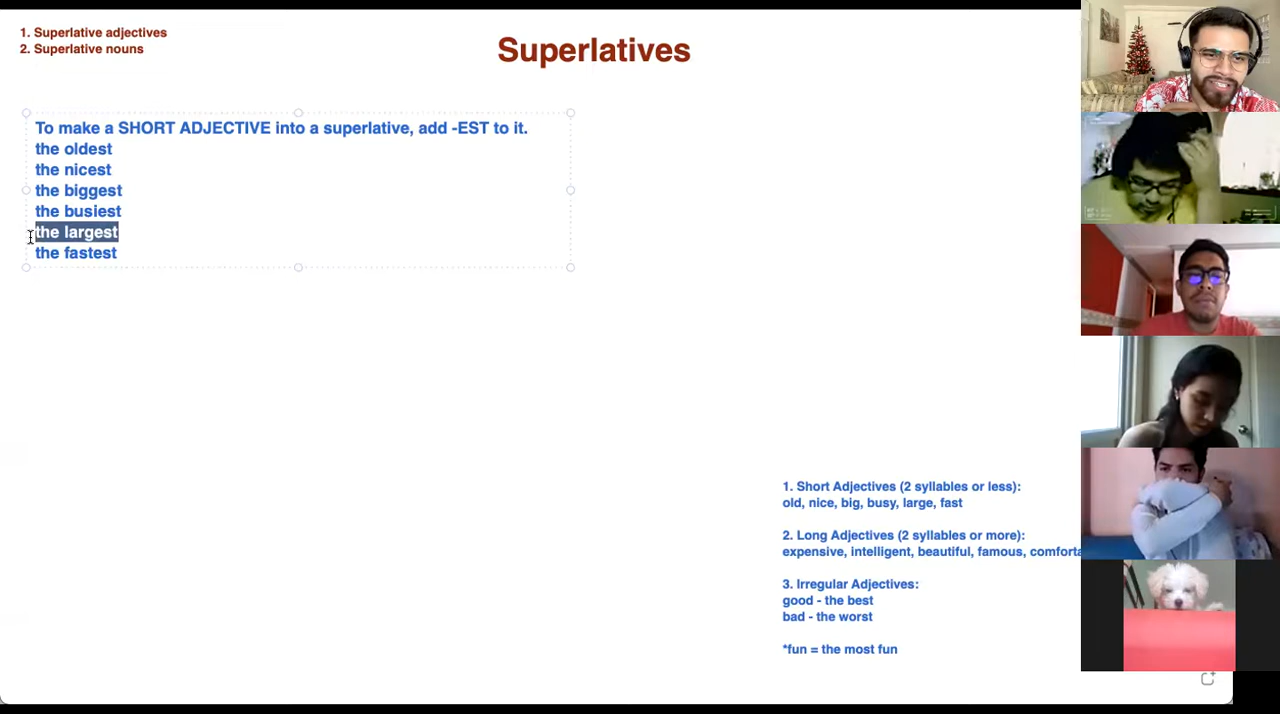 1. Superlative adjectives
2. Superlative nouns
Superlatives
To make a SHORT ADJECTIVE into a superlative, add -EST to it.
the oldest
the nicest
the biggest
the busiest
the largest
the fastest
1. Short Adjectives (2 syllables or less):
old, nice, big, busy, large, fast
2. Long Adjectives (2 syllables or more):
expensive, intelligent, beautiful, famous, comforta
3. Irregular Adjectives:
good - the best
bad - the worst
*fun = the most fun